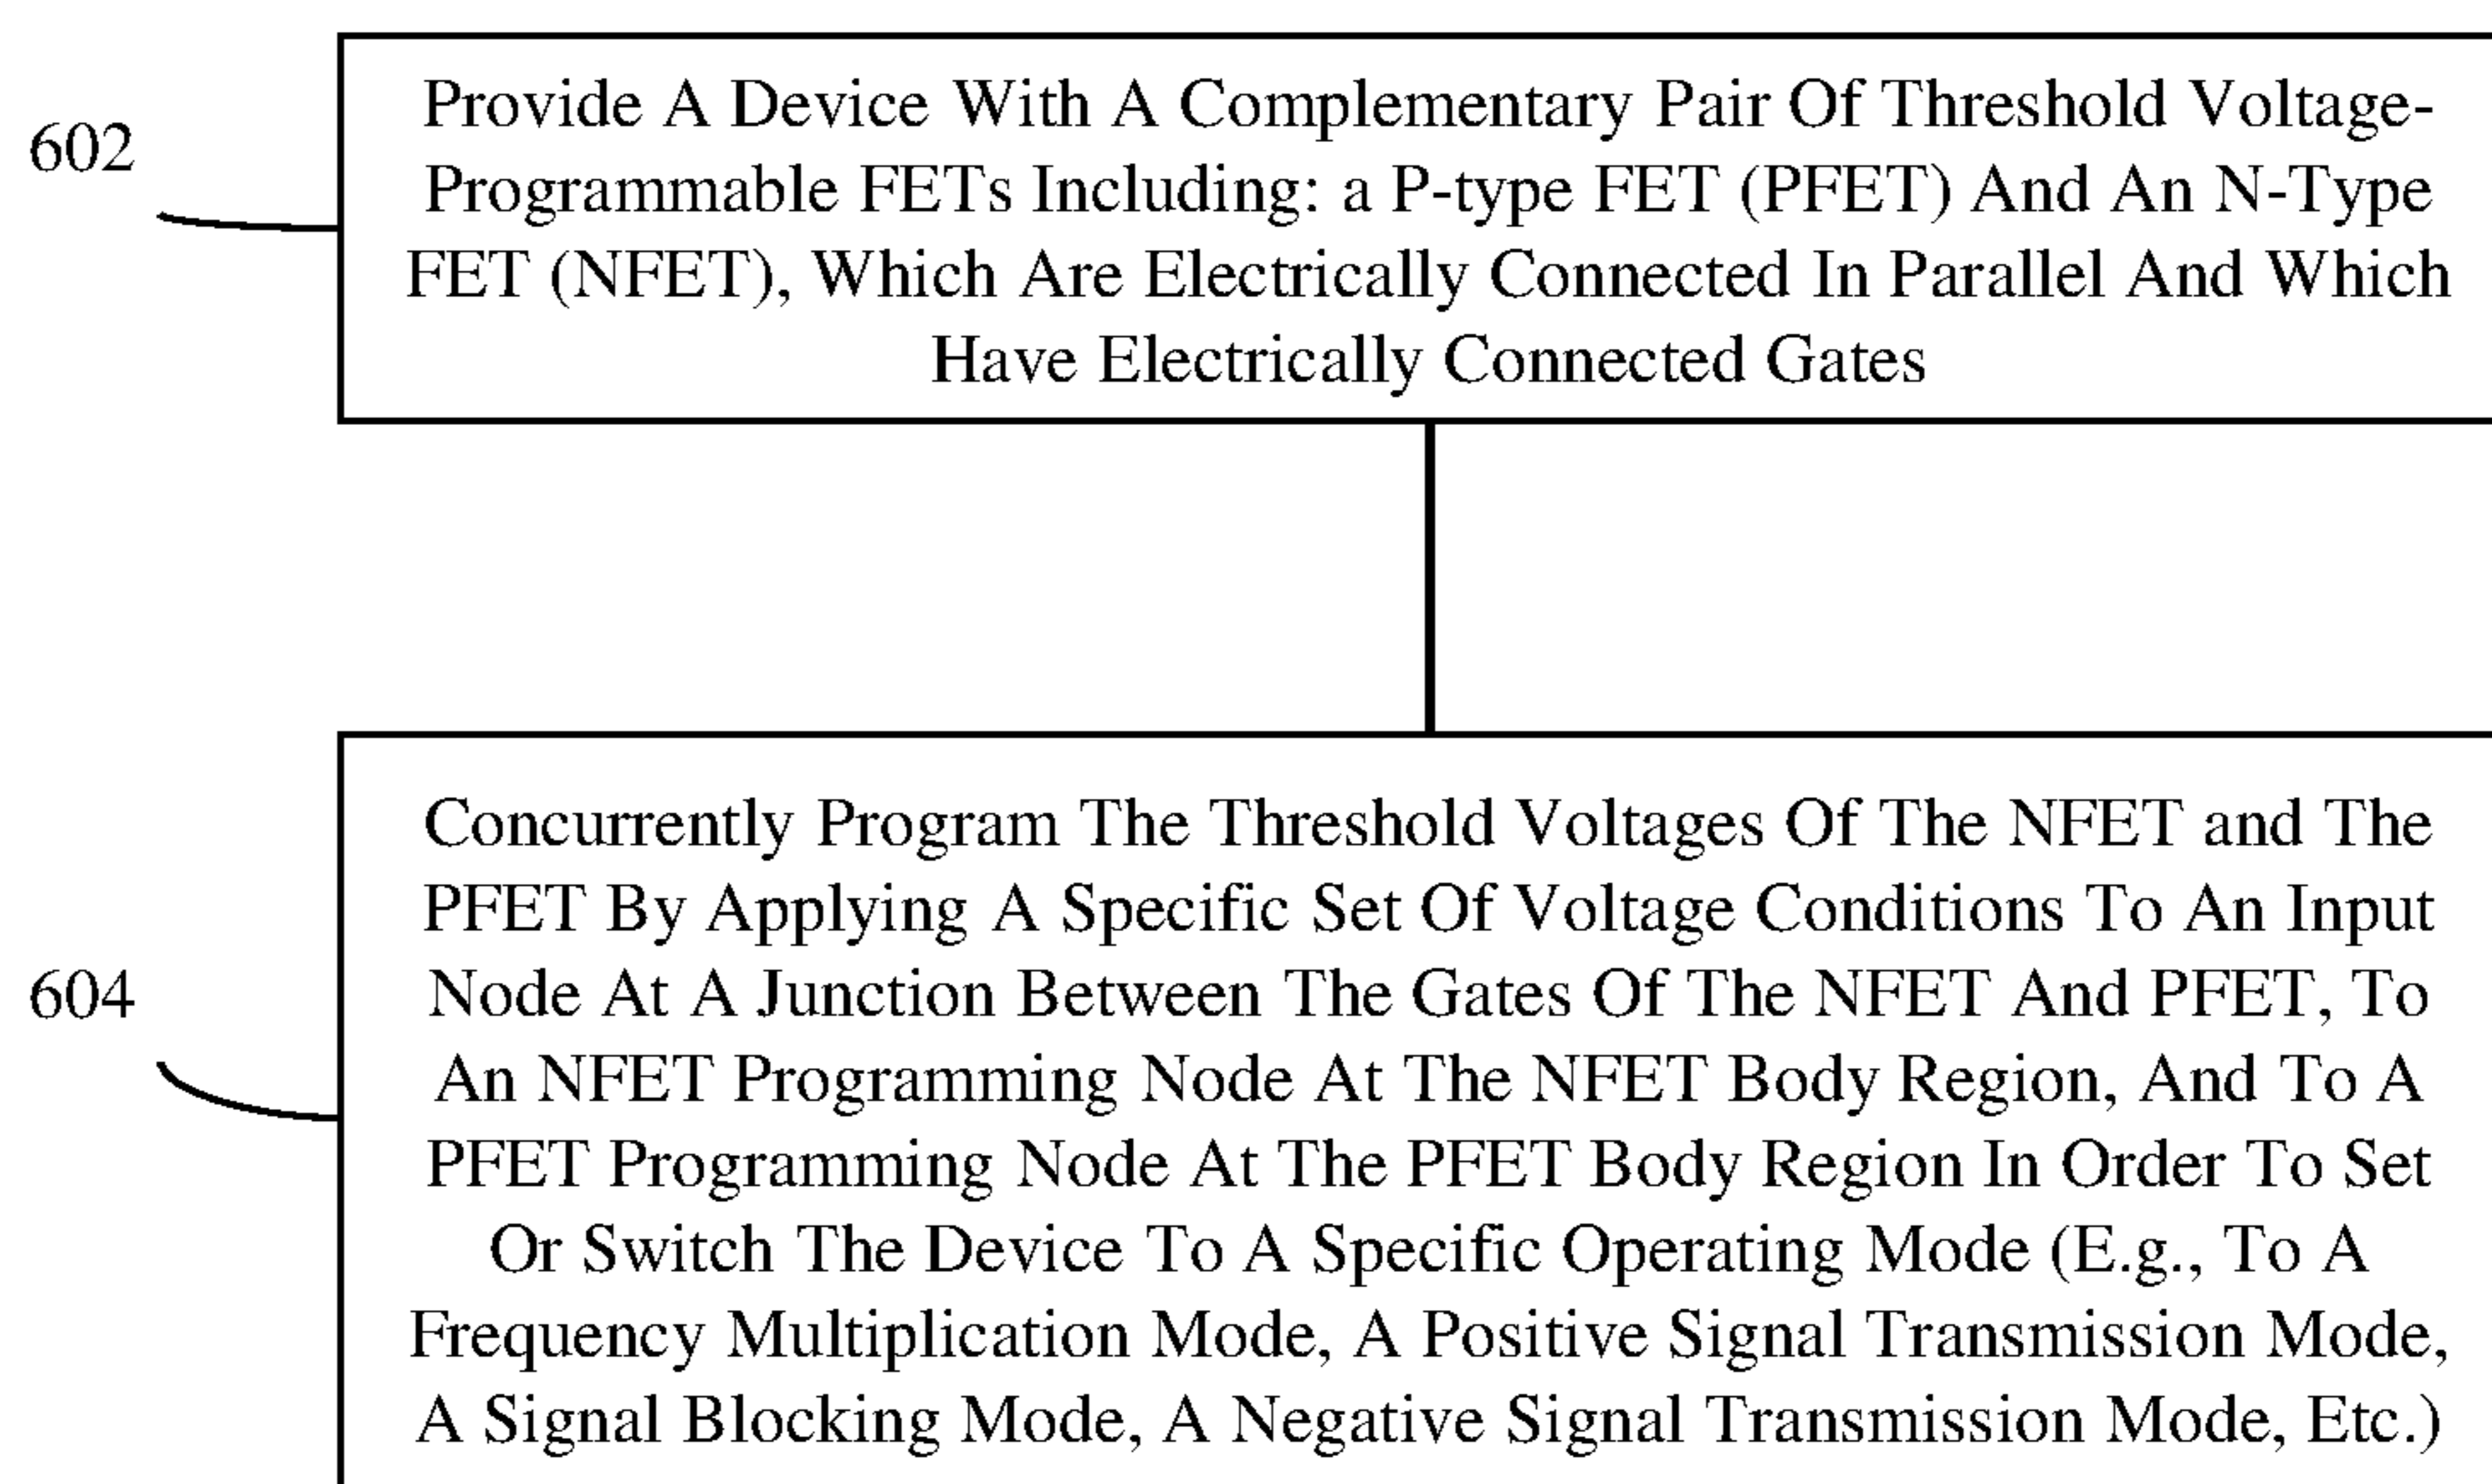 602
Provide A Device With A Complementary Pair Of Threshold Voltage-
Programmable FETs Including: a P-type FET (PFET) And An N-Type
FET (NFET), Which Are Electrically Connected In Parallel And Which
Have Electrically Connected Gates
604
Concurrently Program The Threshold Voltages Of The NFET and The
PFET By Applying A Specific Set Of Voltage Conditions To An Input
Node At A Junction Between The Gates Of The NFET And PFET, To
An NFET Programming Node At The NFET Body Region, And To A
PFET Programming Node At The PFET Body Region In Order To Set
Or Switch The Device To A Specific Operating Mode (E.g., To A
Frequency Multiplication Mode, A Positive Signal Transmission Mode,
A Signal Blocking Mode, A Negative Signal Transmission Mode, Etc.)